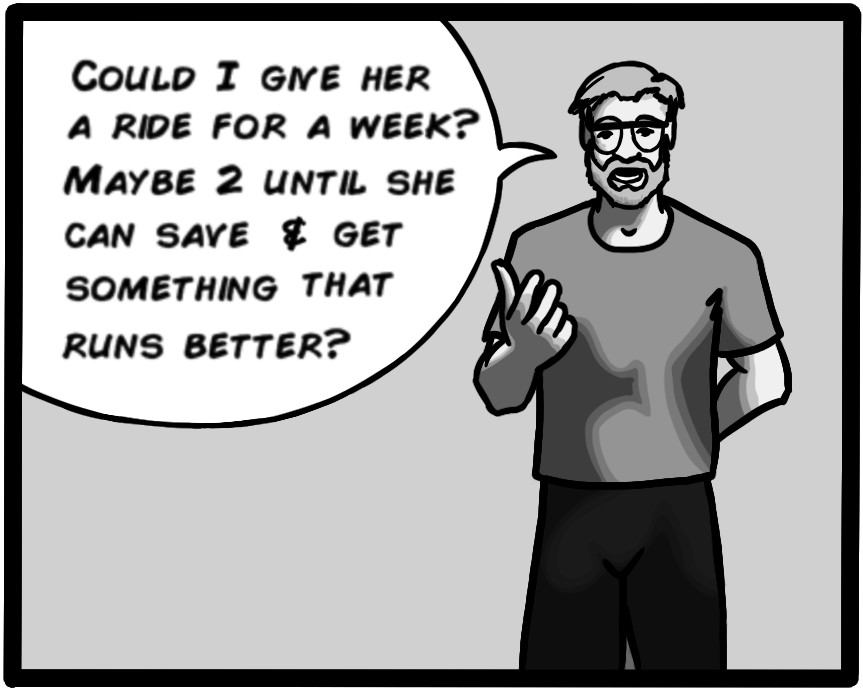 Could I give her
a ride for a week?
Maybe 2 until she
can save & get
something that
runs better?